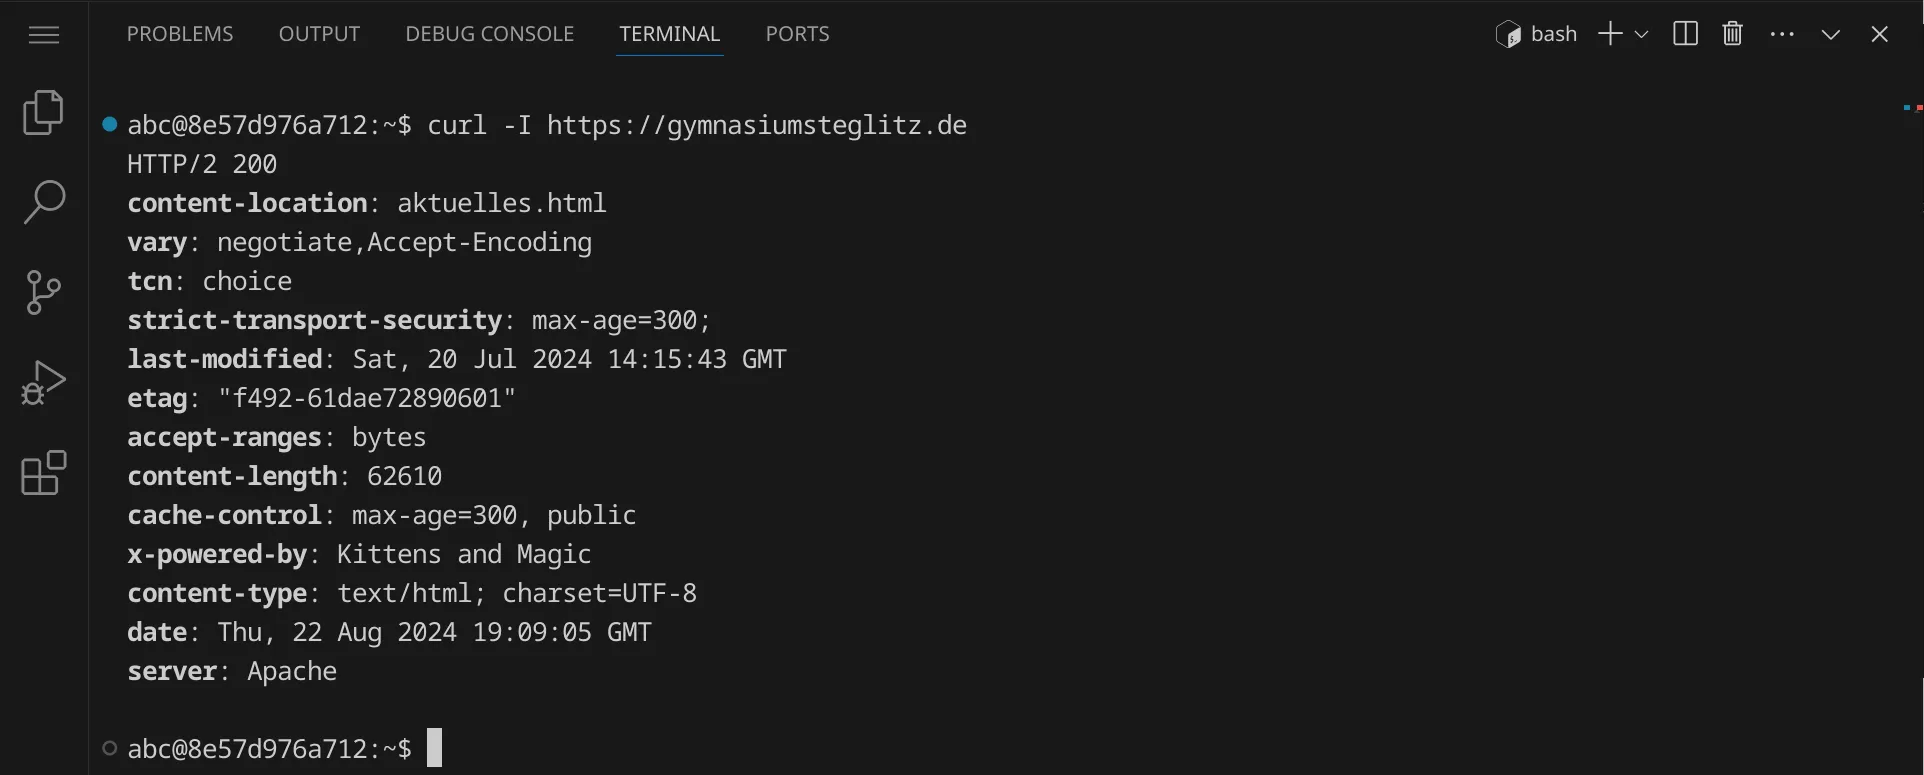 PROBLEMS OUTPUT DEBUG CONSOLE TERMINAL PORTS bash
abc@8e57d976a712:~$ curl -I https://gymnasiumsteglitz.de
HTTP/2 200
content-location: aktuelles.html
vary: negotiate,Accept-Encoding
tcn: choice
strict-transport-security: max-age=300;
last-modified: Sat, 20 Jul 2024 14:15:43 GMT
etag: "f492-61dae72890601"
accept-ranges: bytes
content-length: 62610
cache-control: max-age=300, public
x-powered-by: Kittens and Magic
content-type: text/html; charset=UTF-8
date: Thu, 22 Aug 2024 19:09:05 GMT
server: Apache
abc@8e57d976a712:~$